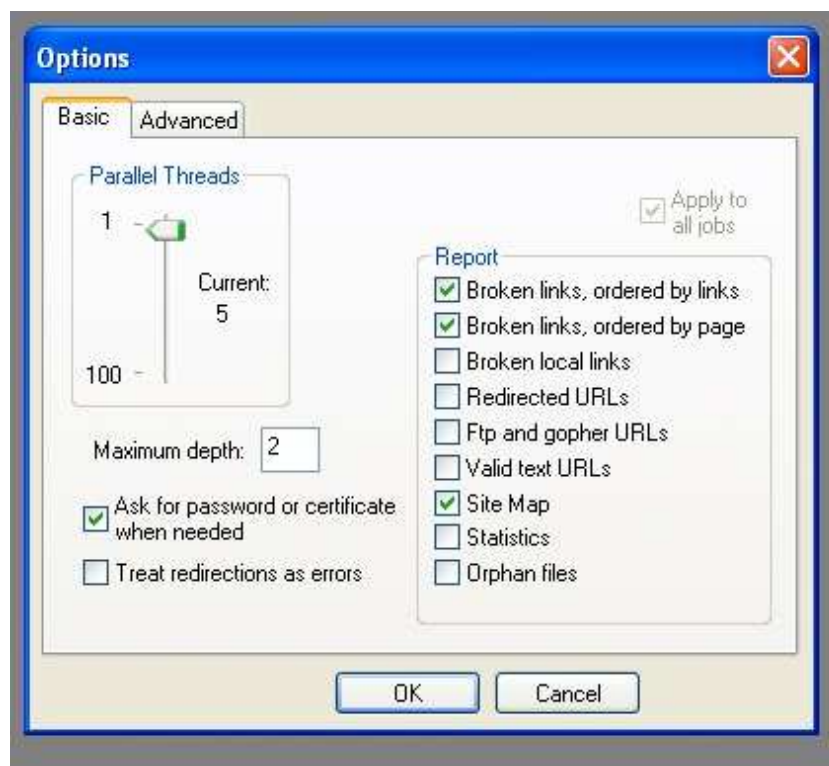 Options
Basic
Advanced
Parallel Threads
1
Current:
5
100
Maximum depth: 2
Ask for password or certificate
when needed
Treat redirections as errors
Apply to
all jobs
Report
Broken links, ordered by links
Broken links, ordered by page
Broken local links
Redirected URLs
Ftp and gopher URLs
Valid text URLs
Site Map
Statistics
Orphan files
OK
Cancel